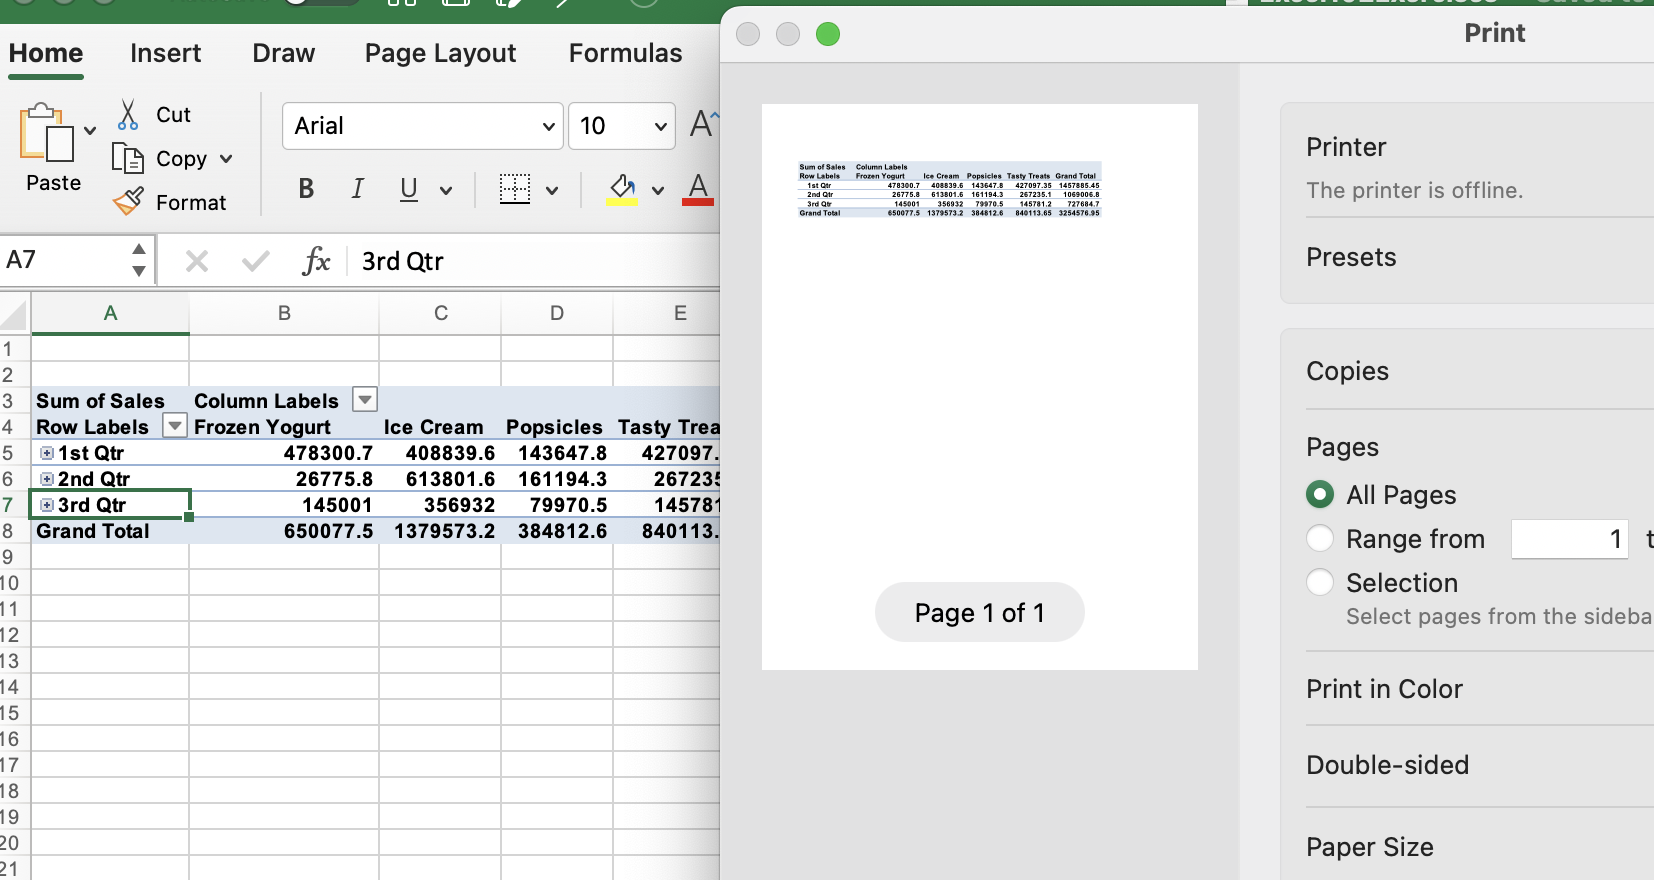 Home Insert Draw Page Layout Formulas
Paste
Cut
Copy
Format
Arial 10
B I U A
A7 fx 3rd Qtr
A B C D E
1
2
3 Sum of Sales Column Labels
4 Row Labels Frozen Yogurt Ice Cream Popsicles Tasty Trea
5 1st Qtr 478300.7 408839.6 143647.8 427097.
6 2nd Qtr 26775.8 613801.6 161194.3 267235
7 3rd Qtr 145001 356932 79970.5 145781
8 Grand Total 650077.5 1379573.2 384812.6 840113.
9
10
11
12
13
14
15
16
17
18
19
20
21
Print
Sum of Sales Column Labels
Row Labels Frozen Yogurt Ice Cream Popsicles Tasty Treats Grand Total
1st Qtr 478300.7 408839.6 143647.8 427097.35 1457885.45
2nd Qtr 26775.8 613801.6 161194.3 267235.1 1069006.8
3rd Qtr 145001 356932 79970.5 145781.2 727684.7
Grand Total 650077.5 1379573.2 384812.6 840113.65 3254576.95
Page 1 of 1
Printer
The printer is offline.
Presets
Copies
Pages
All Pages
Range from 1 t
Selection
Select pages from the sideba
Print in Color
Double-sided
Paper Size